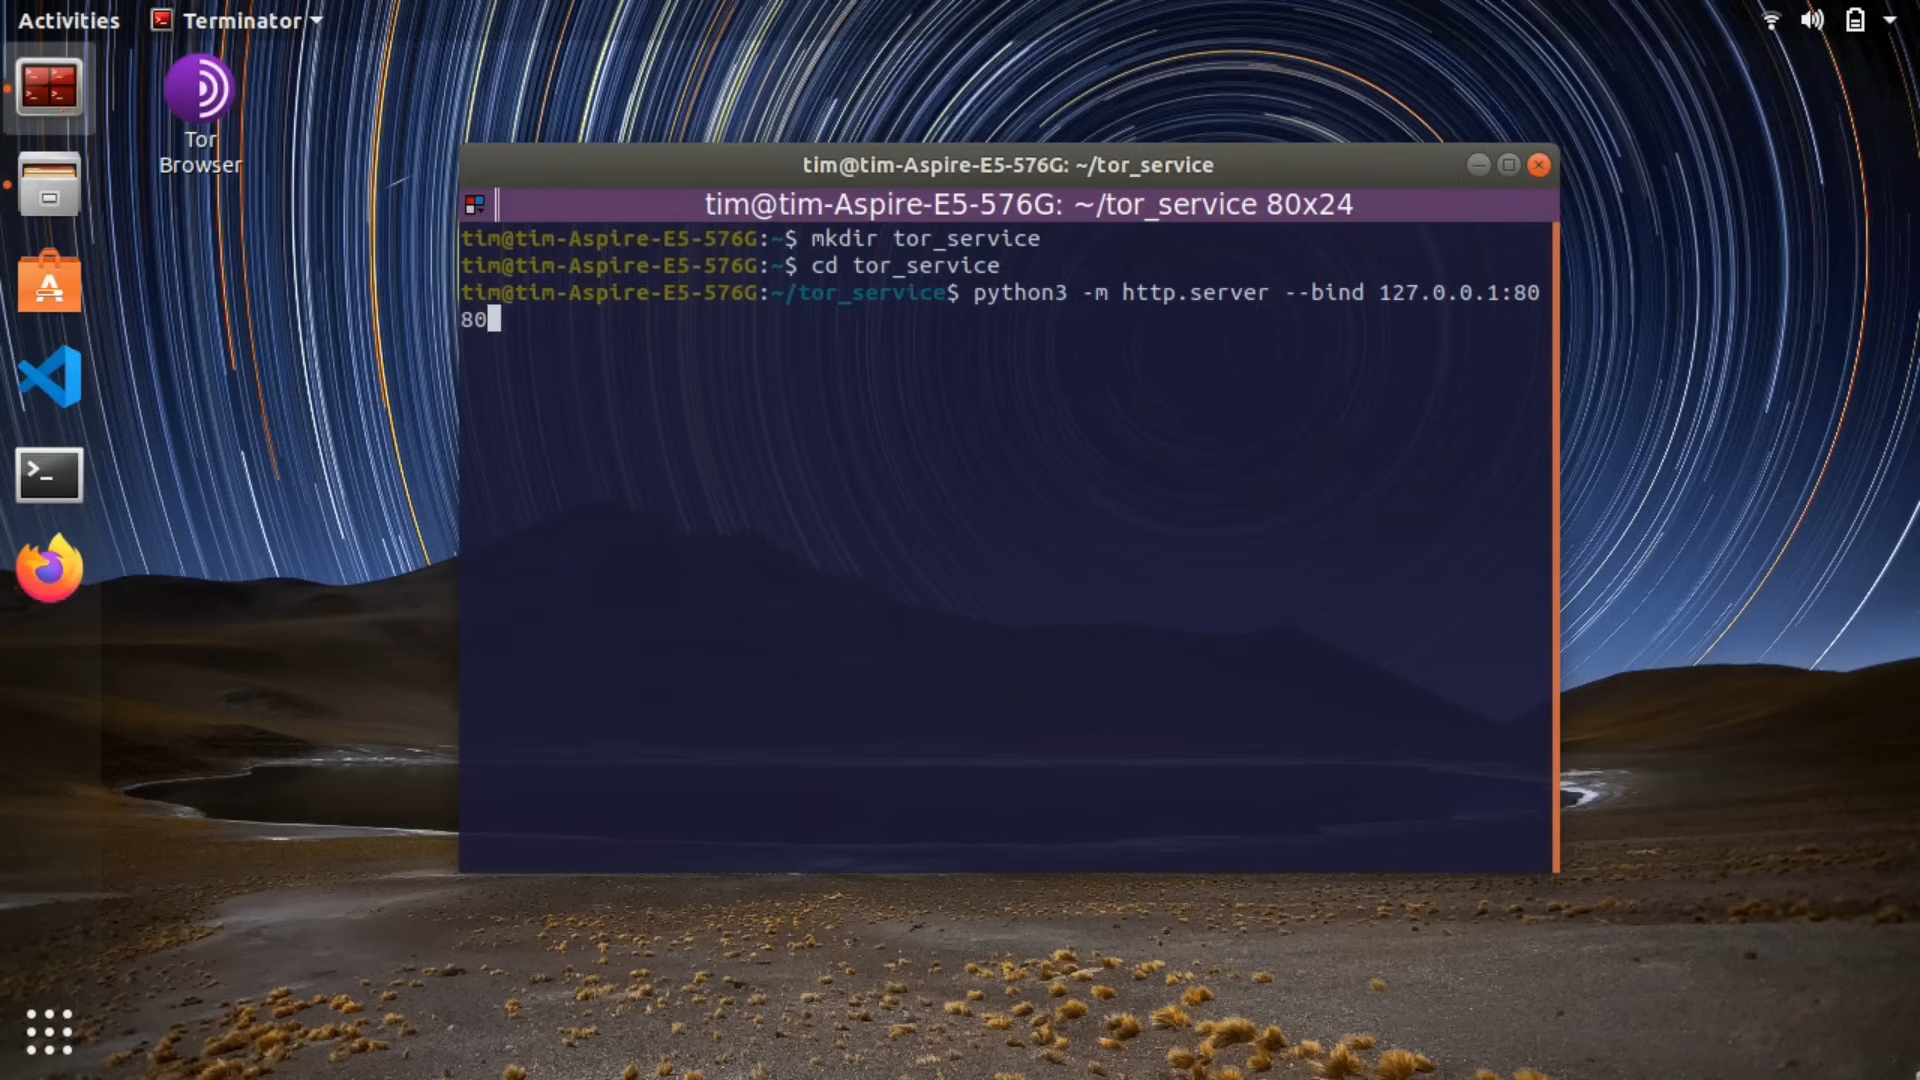 Activities
Terminator
Tor
Browser
tim@tim-Aspire-E5-576G: ~/tor_service
tim@tim-Aspire-E5-576G: ~/tor_service 80x24
tim@tim-Aspire-E5-576G:~$ mkdir tor_service
tim@tim-Aspire-E5-576G:~$ cd tor_service
tim@tim-Aspire-E5-576G:~/tor_service$ python3 -m http.server --bind 127.0.0.1:80
80